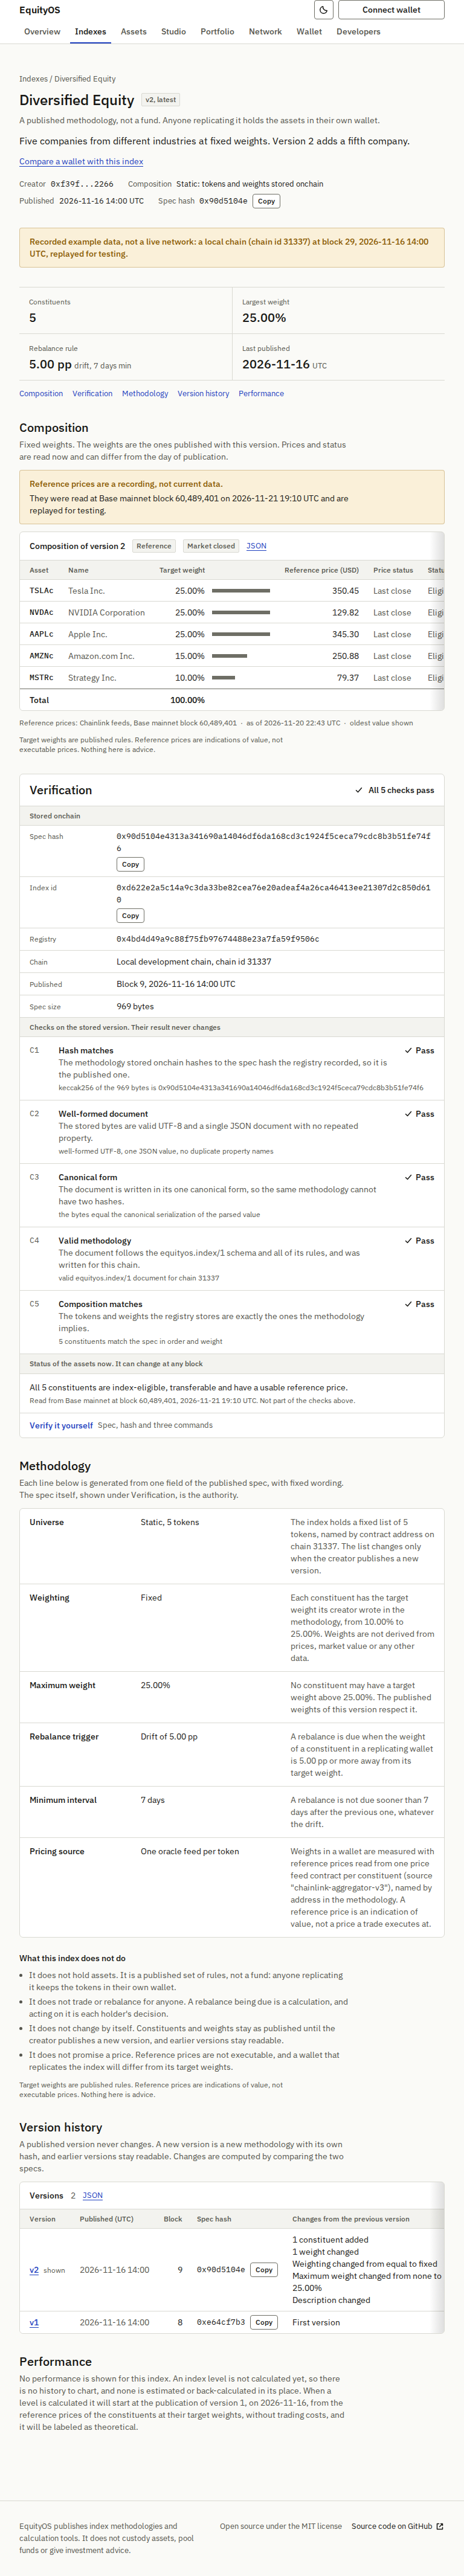 EquityOS
Connect wallet
Overview Indexes Assets Studio Portfolio Network Wallet Developers
Indexes / Diversified Equity
Diversified Equity v2, latest
A published methodology, not a fund. Anyone replicating it holds the assets in their own wallet.
Five companies from different industries at fixed weights. Version 2 adds a fifth company.
Compare a wallet with this index
Creator 0xf39f...2266 Composition Static: tokens and weights stored onchain
Published 2026-11-16 14:00 UTC Spec hash 0x90d5104e Copy
Recorded example data, not a live network: a local chain (chain id 31337) at block 29, 2026-11-16 14:00
UTC, replayed for testing.
Constituents
5
Largest weight
25.00%
Rebalance rule
5.00 pp drift, 7 days min
Last published
2026-11-16 UTC
Composition Verification Methodology Version history Performance
Composition
Fixed weights. The weights are the ones published with this version. Prices and status
are read now and can differ from the day of publication.
Reference prices are a recording, not current data.
They were read at Base mainnet block 60,489,401 on 2026-11-21 19:10 UTC and are
replayed for testing.
Composition of version 2 Reference Market closed JSON
Asset Name Target weight Reference price (USD) Price status Statu
TSLAc Tesla Inc. 25.00% 350.45 Last close Eligi
NVDAc NVIDIA Corporation 25.00% 129.82 Last close Eligi
AAPLc Apple Inc. 25.00% 345.30 Last close Eligi
AMZNc Amazon.com Inc. 15.00% 250.88 Last close Eligi
MSTRc Strategy Inc. 10.00% 79.37 Last close Eligi
Total 100.00%
Reference prices: Chainlink feeds, Base mainnet block 60,489,401 · as of 2026-11-20 22:43 UTC · oldest value shown
Target weights are published rules. Reference prices are indications of value, not
executable prices. Nothing here is advice.
Verification
All 5 checks pass
Stored onchain
Spec hash
0x90d5104e4313a341690a14046df6da168cd3c1924f5ceca79cdc8b3b51fe74f
6
Copy
Index id
0xd622e2a5c14a9c3da33be82cea76e20adeaf4a26ca46413ee21307d2c850d61
0
Copy
Registry 0x4bd4d49a9c88f75fb97674488e23a7fa59f9506c
Chain Local development chain, chain id 31337
Published Block 9, 2026-11-16 14:00 UTC
Spec size 969 bytes
Checks on the stored version. Their result never changes
C1 Hash matches Pass
The methodology stored onchain hashes to the spec hash the registry recorded, so it is
the published one.
keccak256 of the 969 bytes is 0x90d5104e4313a341690a14046df6da168cd3c1924f5ceca79cdc8b3b51fe74f6
C2 Well-formed document Pass
The stored bytes are valid UTF-8 and a single JSON document with no repeated
property.
well-formed UTF-8, one JSON value, no duplicate property names
C3 Canonical form Pass
The document is written in its one canonical form, so the same methodology cannot
have two hashes.
the bytes equal the canonical serialization of the parsed value
C4 Valid methodology Pass
The document follows the equityos.index/1 schema and all of its rules, and was
written for this chain.
valid equityos.index/1 document for chain 31337
C5 Composition matches Pass
The tokens and weights the registry stores are exactly the ones the methodology
implies.
5 constituents match the spec in order and weight
Status of the assets now. It can change at any block
All 5 constituents are index-eligible, transferable and have a usable reference price.
Read from Base mainnet at block 60,489,401, 2026-11-21 19:10 UTC. Not part of the checks above.
Verify it yourself Spec, hash and three commands
Methodology
Each line below is generated from one field of the published spec, with fixed wording.
The spec itself, shown under Verification, is the authority.
Universe Static, 5 tokens
The index holds a fixed list of 5
tokens, named by contract address on
chain 31337. The list changes only
when the creator publishes a new
version.
Weighting Fixed
Each constituent has the target
weight its creator wrote in the
methodology, from 10.00% to
25.00%. Weights are not derived from
prices, market value or any other
data.
Maximum weight 25.00%
No constituent may have a target
weight above 25.00%. The published
weights of this version respect it.
Rebalance trigger Drift of 5.00 pp
A rebalance is due when the weight
of a constituent in a replicating wallet
is 5.00 pp or more away from its
target weight.
Minimum interval 7 days
A rebalance is not due sooner than 7
days after the previous one, whatever
the drift.
Pricing source One oracle feed per token
Weights in a wallet are measured with
reference prices read from one price
feed contract per constituent (source
"chainlink-aggregator-v3"), named by
address in the methodology. A
reference price is an indication of
value, not a price a trade executes at.
What this index does not do
• It does not hold assets. It is a published set of rules, not a fund: anyone replicating
it keeps the tokens in their own wallet.
• It does not trade or rebalance for anyone. A rebalance being due is a calculation, and
acting on it is each holder's decision.
• It does not change by itself. Constituents and weights stay as published until the
creator publishes a new version, and earlier versions stay readable.
• It does not promise a price. Reference prices are not executable, and a wallet that
replicates the index will differ from its target weights.
Target weights are published rules. Reference prices are indications of value, not
executable prices. Nothing here is advice.
Version history
A published version never changes. A new version is a new methodology with its own
hash, and earlier versions stay readable. Changes are computed by comparing the two
specs.
Versions 2 JSON
Version Published (UTC) Block Spec hash Changes from the previous version
1 constituent added
1 weight changed
Weighting changed from equal to fixed
v2 shown 2026-11-16 14:00 9 0x90d5104e Copy
Maximum weight changed from none to
25.00%
Description changed
v1 2026-11-16 14:00 8 0xe64cf7b3 Copy First version
Performance
No performance is shown for this index. An index level is not calculated yet, so there
is no history to chart, and none is estimated or back-calculated in its place. When a
level is calculated it will start at the publication of version 1, on 2026-11-16, from the
reference prices of the constituents at their target weights, without trading costs, and
it will be labeled as theoretical.
EquityOS publishes index methodologies and
calculation tools. It does not custody assets, pool
funds or give investment advice.
Open source under the MIT license Source code on GitHub